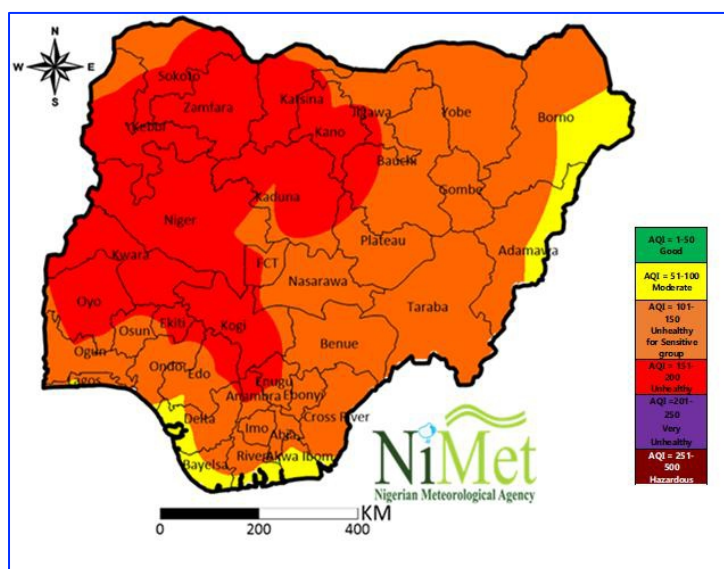 N
W E
S
Sokoto
Zamfara
Katsina
Kebbi
Kano
Jigawa
Yobe
Borno
Bauchi
Gombe
Kaduna
Niger
Plateau
Adamawa
Kwara
FCT
Nasarawa
Taraba
Oyo
Ekiti
Kogi
Osun
Benue
Ogun
Ondo
Edo
Enugu
Lagos
Anambra
Ebonyi
Delta
Imo
Abia
Cross River
Bayelsa
Rivers
Akwa Ibom
AQI = 1-50
Good
AQI = 51-100
Moderate
AQI = 101-
150
Unhealthy
for Sensitive
group
AQI = 151-
200
Unhealthy
AQI =201-
250
Very
Unhealthy
AQI = 251-
500
Hazardous
NiMet
Nigerian Meteorological Agency
KM
0 200 400